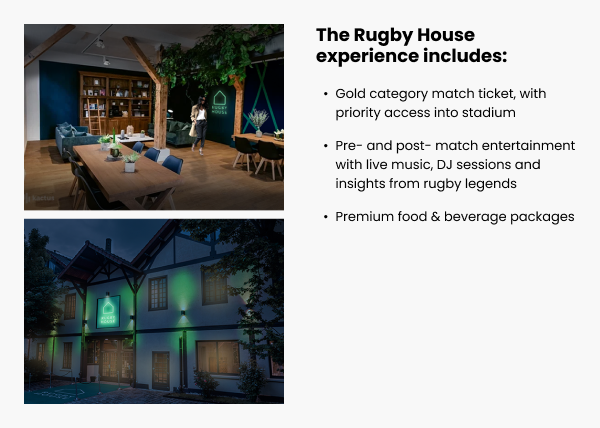 The Rugby House
experience includes:
• Gold category match ticket, with
priority access into stadium
• Pre- and post- match entertainment
with live music, DJ sessions and
insights from rugby legends
• Premium food & beverage packages
RUGBY
HOUSE
RUGBY
HOUSE